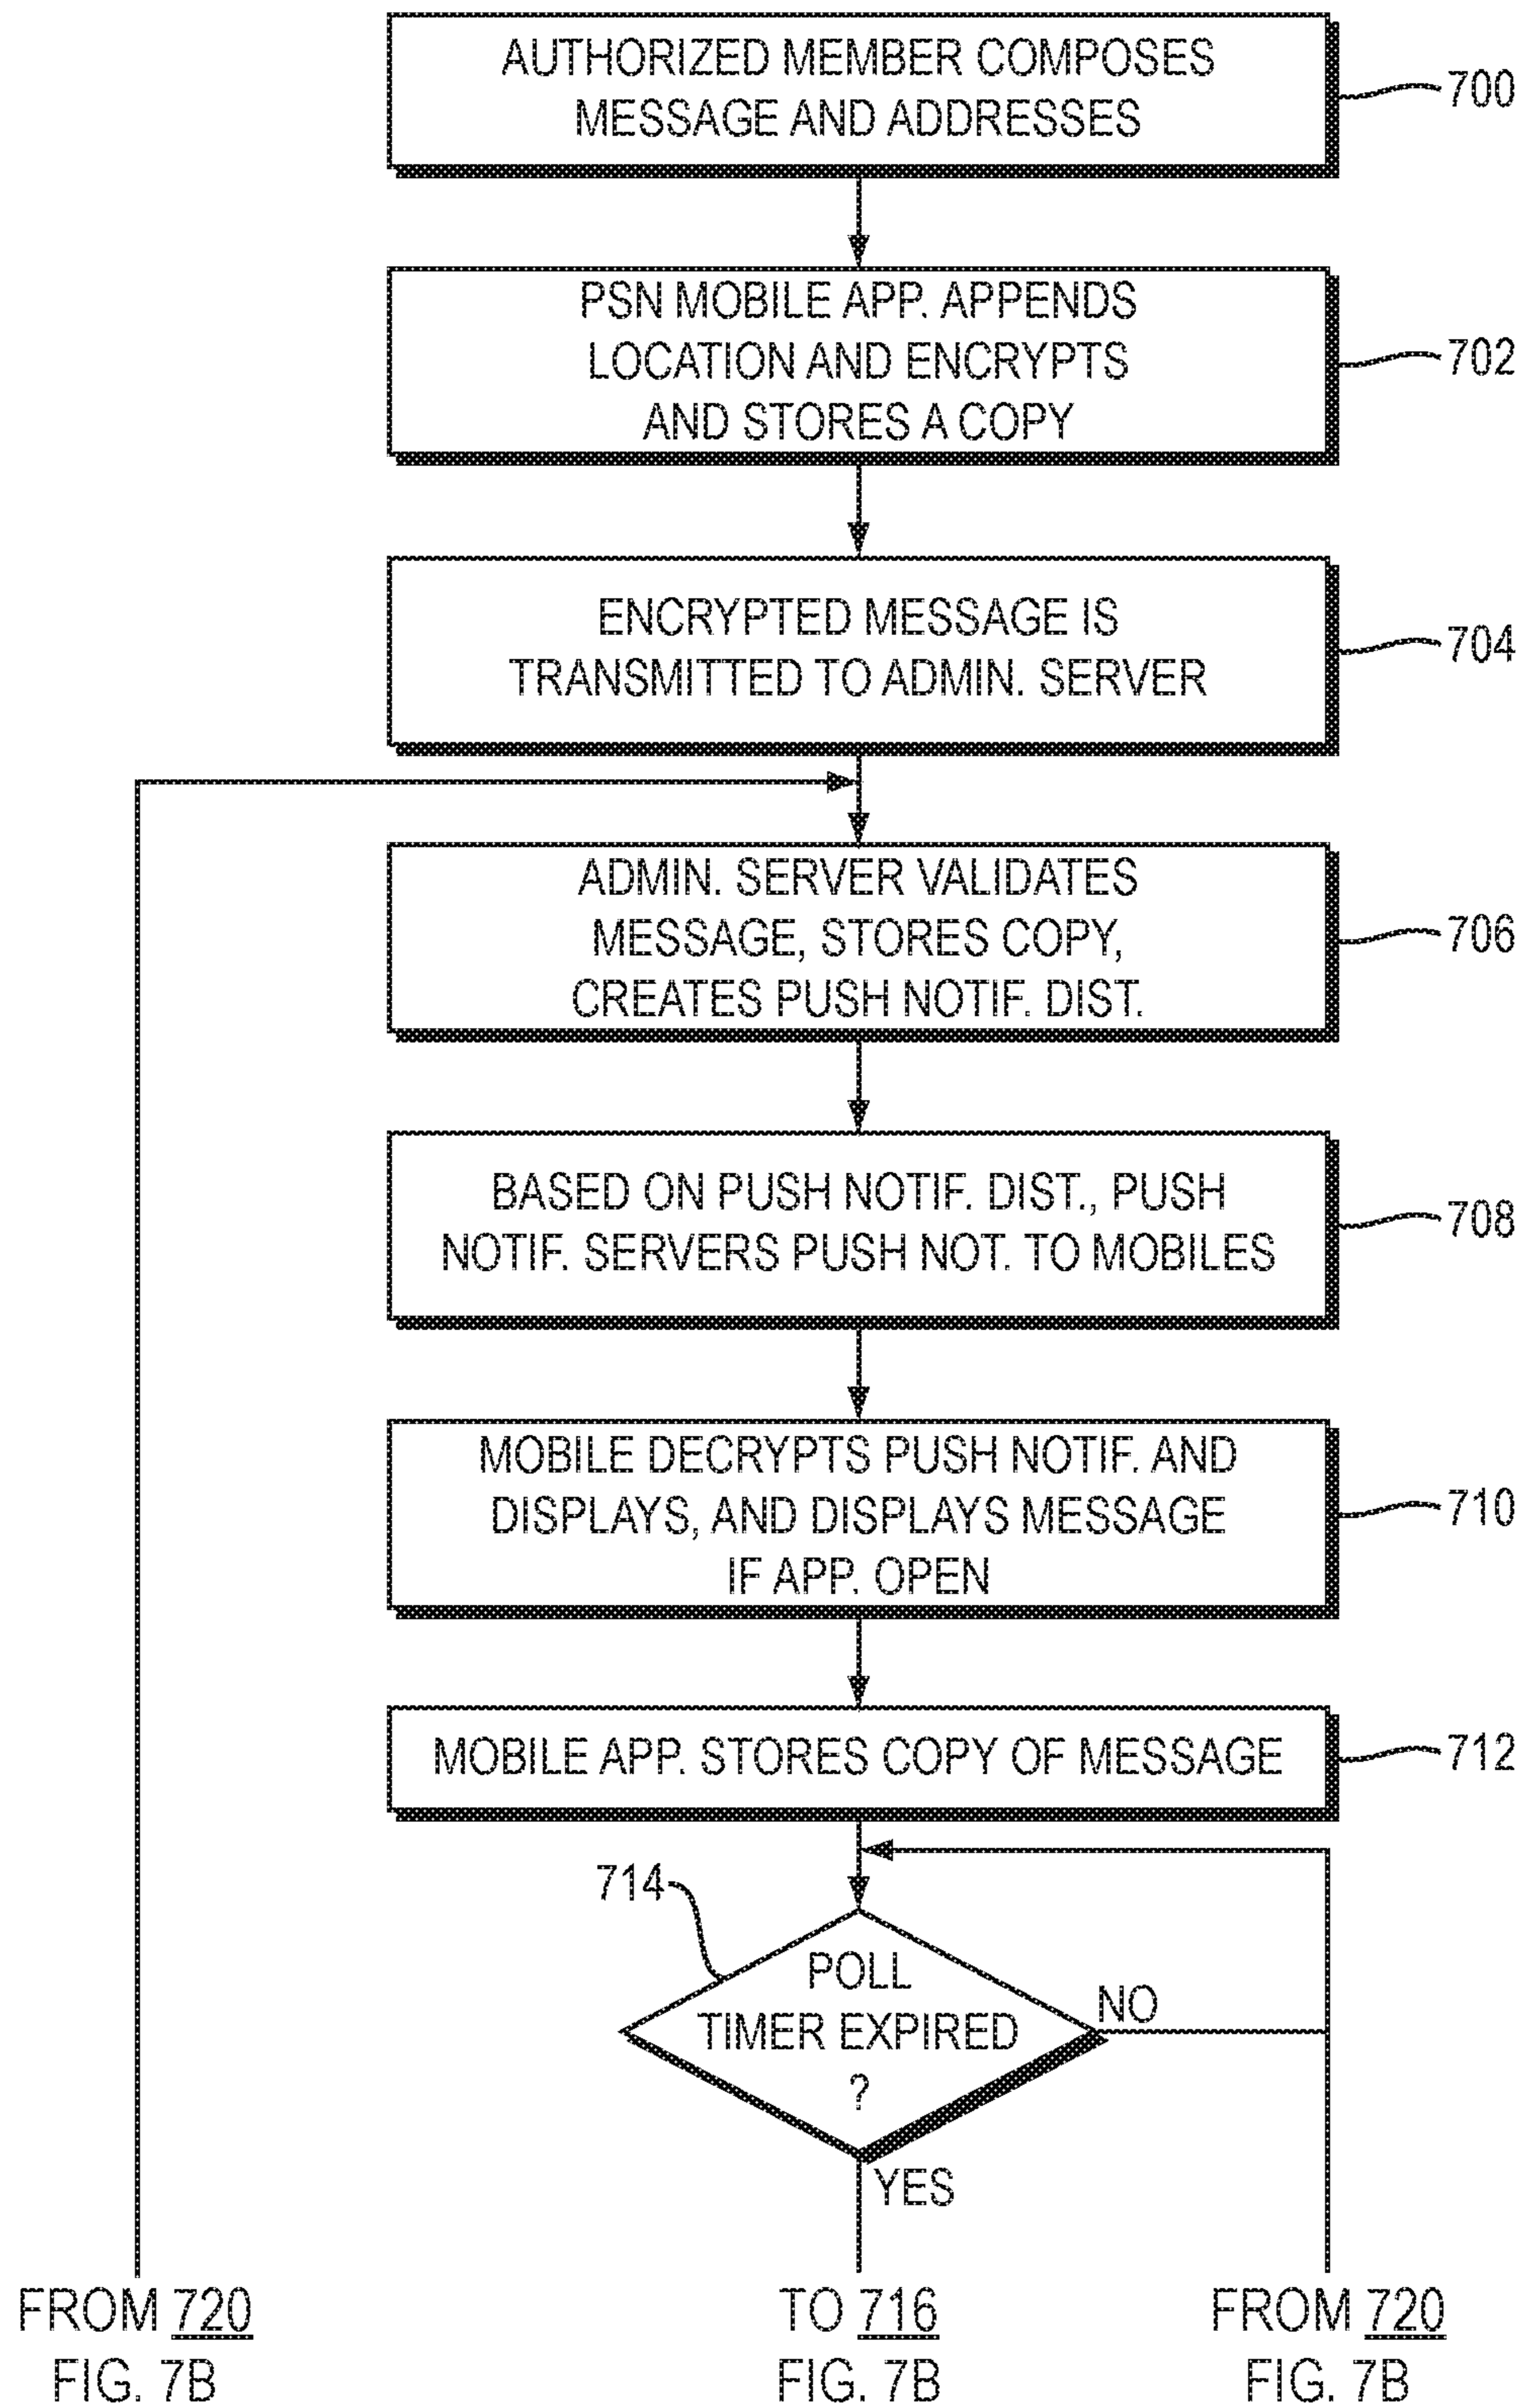 AUTHORIZED MEMBER COMPOSES
MESSAGE AND ADDRESSES
700
PSN MOBILE APP. APPENDS
LOCATION AND ENCRYPTS
AND STORES A COPY
702
ENCRYPTED MESSAGE IS
TRANSMITTED TO ADMIN. SERVER
704
ADMIN. SERVER VALIDATES
MESSAGE, STORES COPY,
CREATES PUSH NOTIF. DIST.
706
BASED ON PUSH NOTIF. DIST., PUSH
NOTIF. SERVERS PUSH NOT. TO MOBILES
708
MOBILE DECRYPTS PUSH NOTIF. AND
DISPLAYS, AND DISPLAYS MESSAGE
IF APP. OPEN
710
MOBILE APP. STORES COPY OF MESSAGE
712
714
POLL
TIMER EXPIRED
?
NO
YES
FROM 720
FIG. 7B
TO 716
FIG. 7B
FROM 720
FIG. 7B